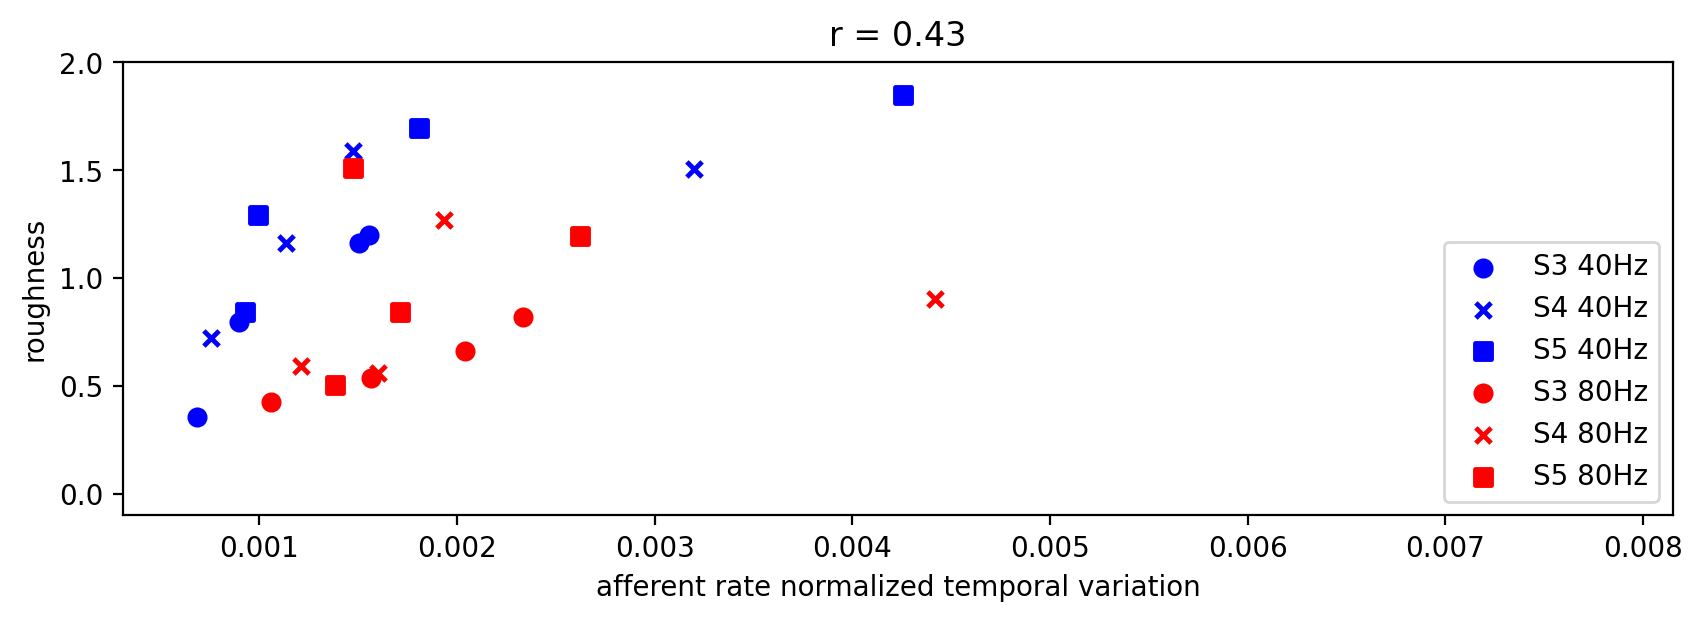 r = 0.43
2.0
1.5
1.0
0.5
0.0
roughness
S3 40Hz
S4 40Hz
S5 40Hz
S3 80Hz
S4 80Hz
S5 80Hz
0.001 0.002 0.003 0.004 0.005 0.006 0.007 0.008
afferent rate normalized temporal variation